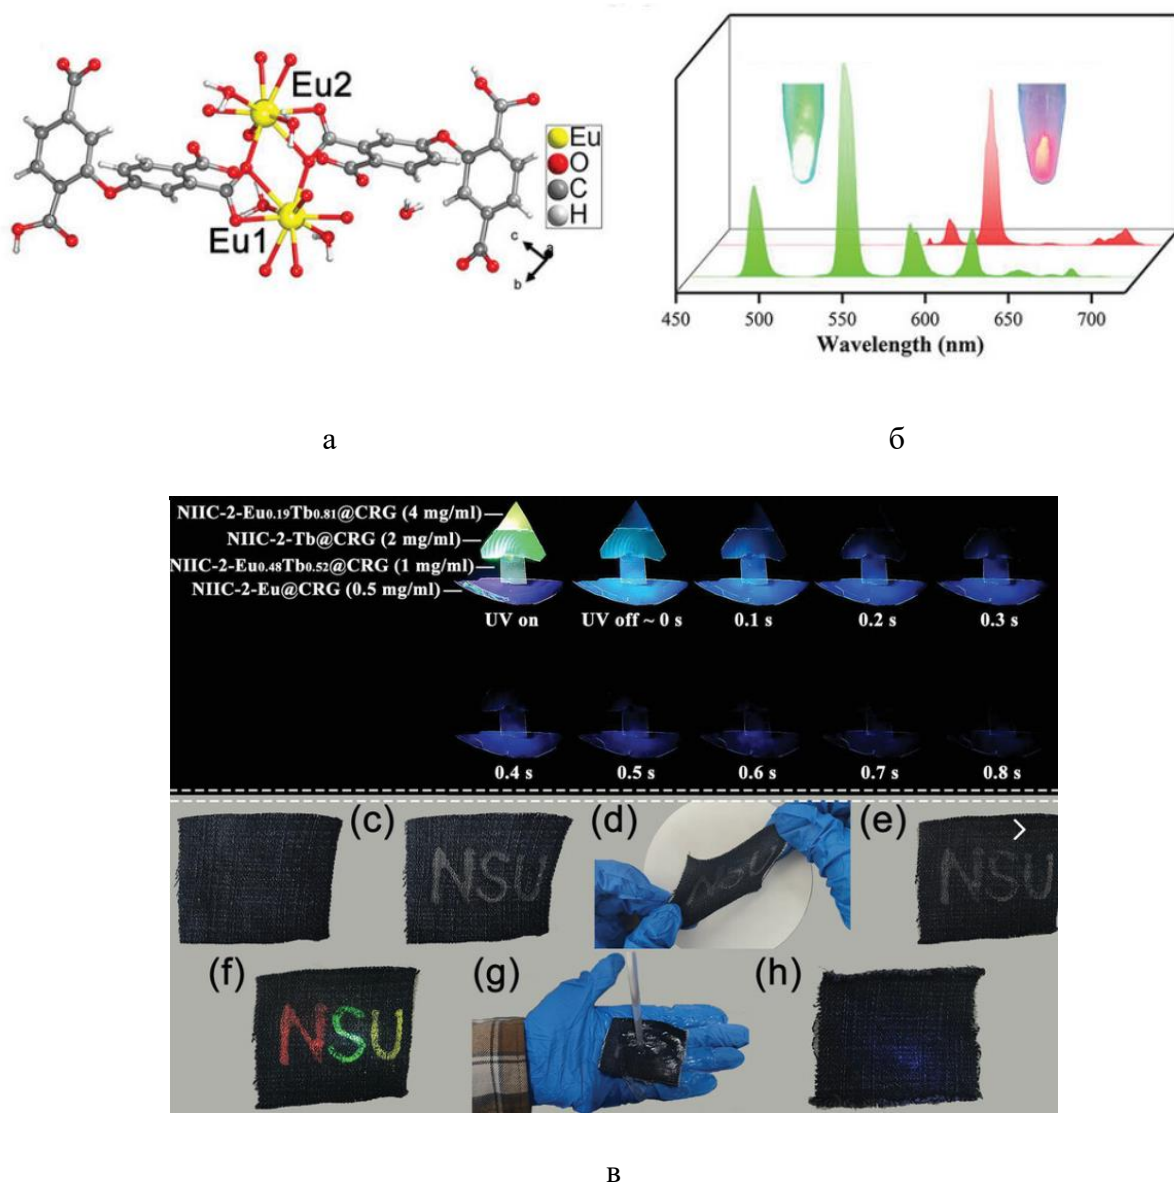 Eu2
Eu1
Eu
O
C
H
c
a
b
450 500 550 600 650 700
Wavelength (nm)
а
б
NIIC-2-Eu0.19Tb0.81@CRG (4 mg/ml)
NIIC-2-Tb@CRG (2 mg/ml)
NIIC-2-Eu0.48Tb0.52@CRG (1 mg/ml)
NIIC-2-Eu@CRG (0.5 mg/ml)
UV on UV off ~ 0 s 0.1 s 0.2 s 0.3 s
0.4 s 0.5 s 0.6 s 0.7 s 0.8 s
(c) (d) (e)
NSU
NSU
NSU
(f) (g) (h)
NSU
в